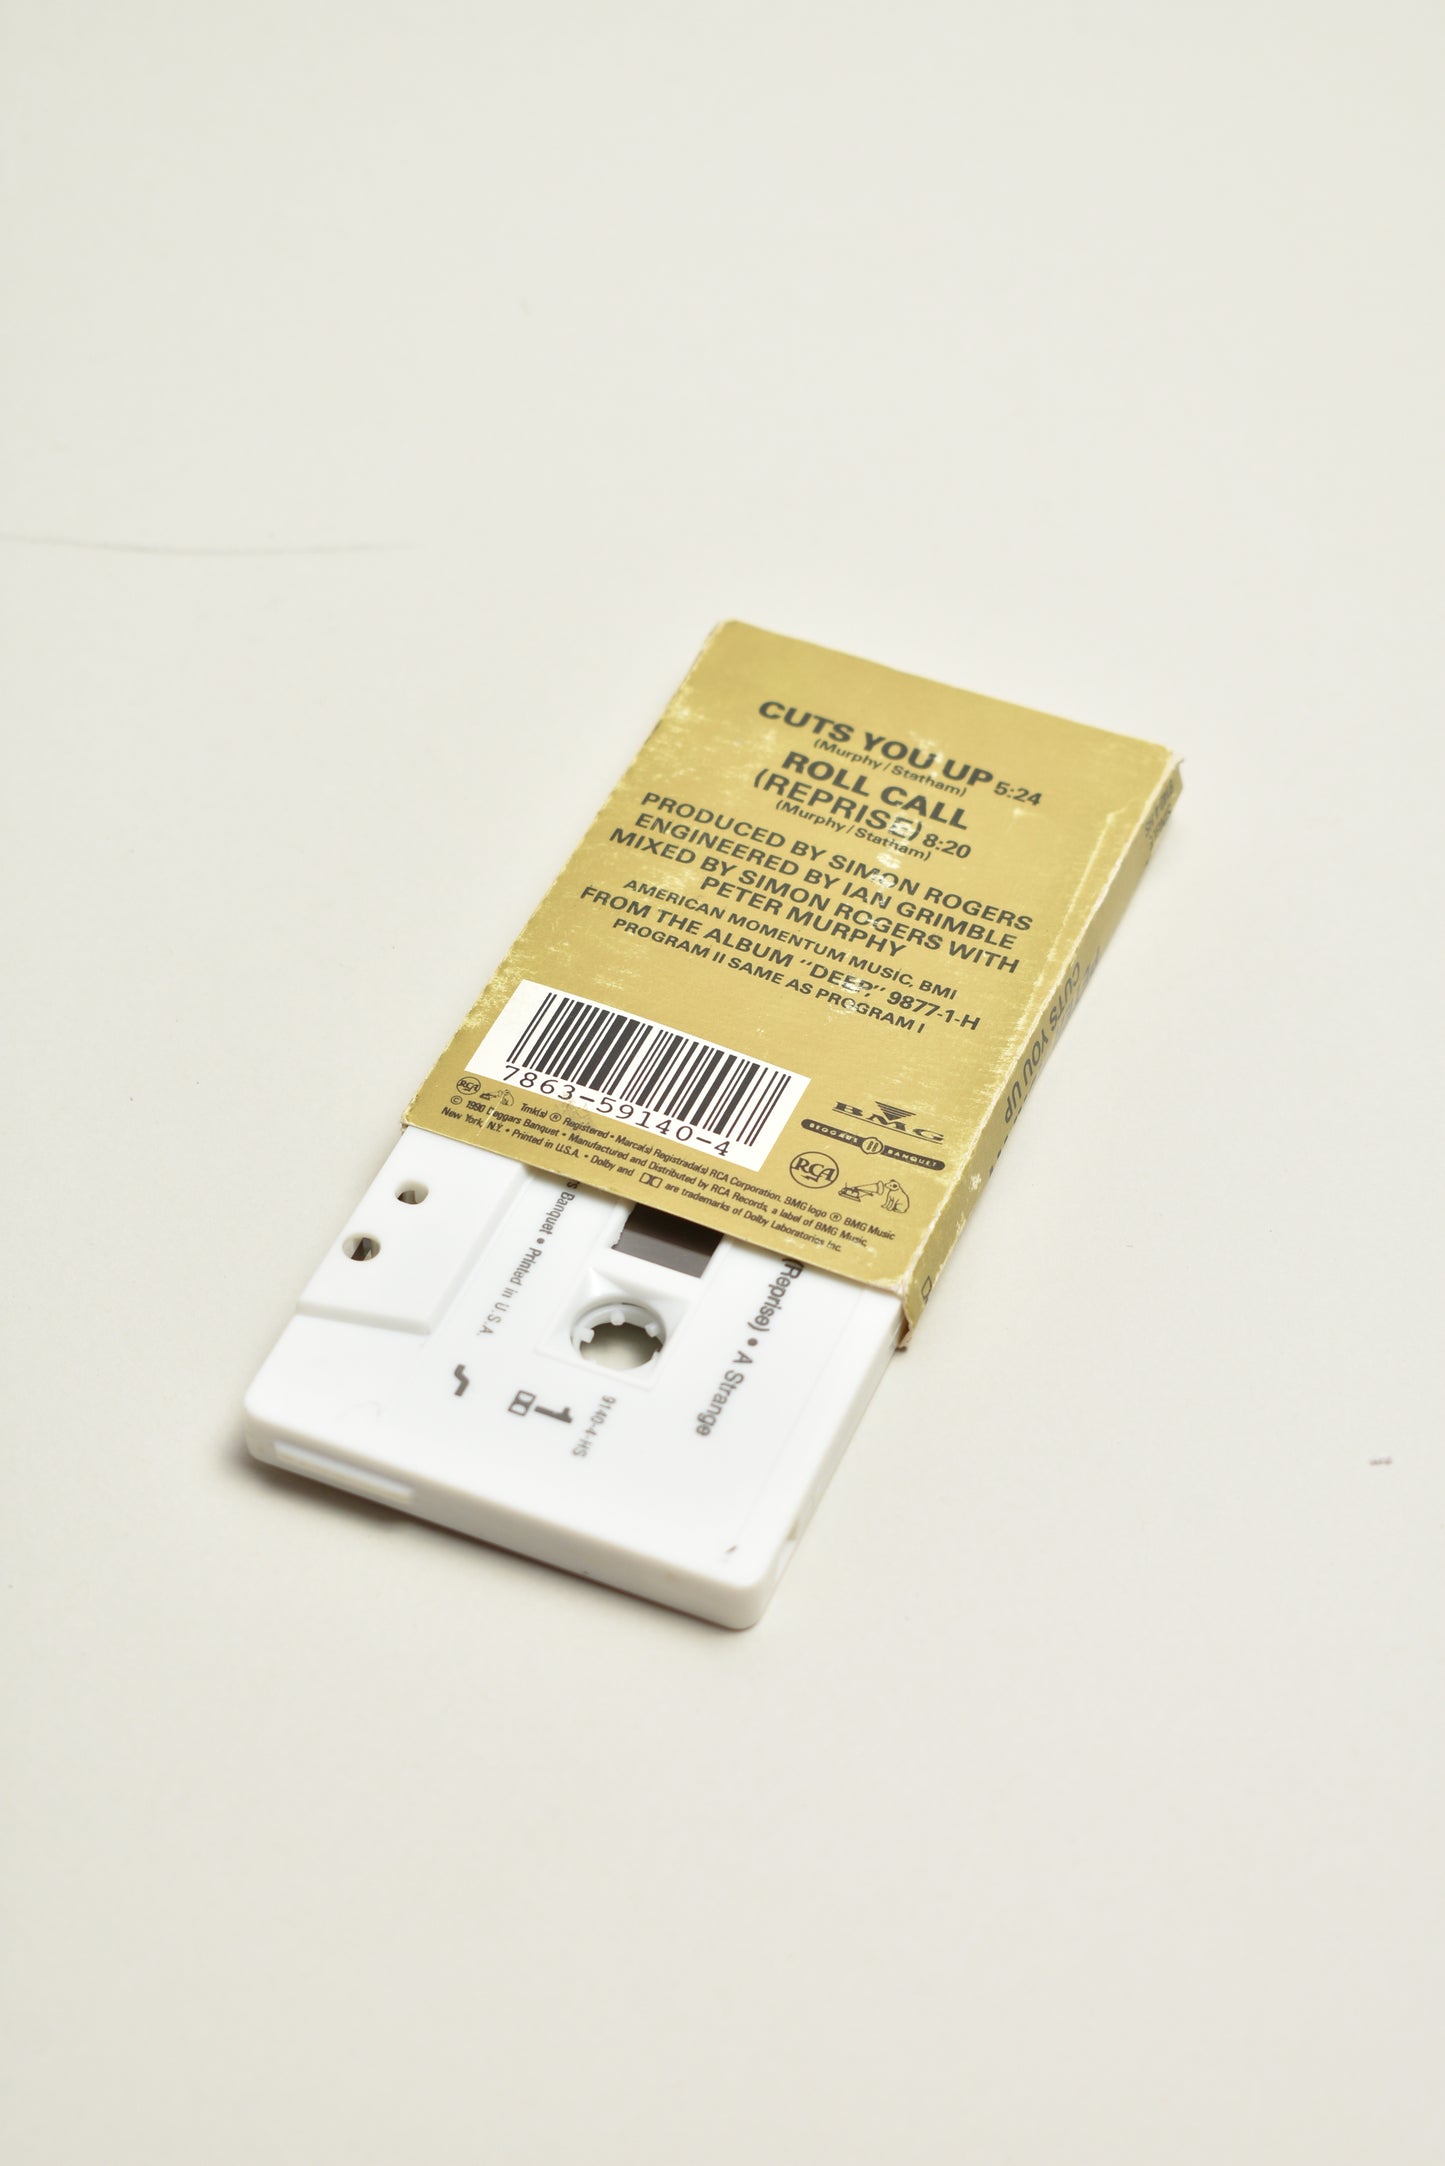 CUTS YOU UP 5:24
(Murphy/Statham)
ROLL CALL
(REPRISE) 8:20
(Murphy/Statham)
PRODUCED BY SIMON ROGERS
ENGINEERED BY IAN GRIMBLE
MIXED BY SIMON ROGERS WITH
PETER MURPHY
AMERICAN MOMENTUM MUSIC, BMI
FROM THE ALBUM "DEEP," 9877-1-H
PROGRAM II SAME AS PROGRAM I
7863-59140-4
BMG
BEGGARS BANQUET
RCA
RCA Tmk(s) ® Registered • Marca(s) Registrada(s) RCA Corporation. BMG logo ® BMG Music
© 1990 Beggars Banquet • Manufactured and Distributed by RCA Records, a label of BMG Music,
New York, N.Y. • Printed in U.S.A. • Dolby and are trademarks of Dolby Laboratories Inc.
CUTS YOU UP
(Reprise) • A Strange
9140-4-HS
1
s Banquet • Printed in U.S.A.